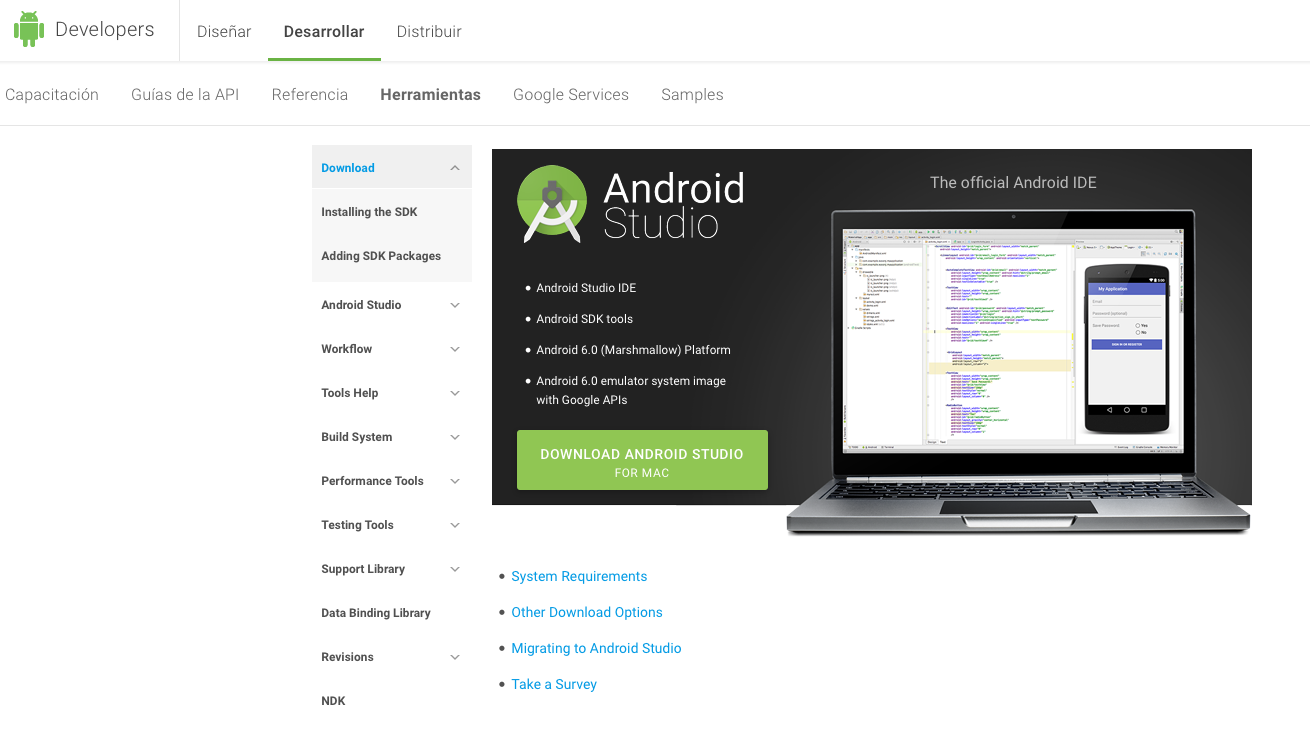 Developers
Diseñar
Desarrollar
Distribuir
Capacitación
Guías de la API
Referencia
Herramientas
Google Services
Samples
Download
Installing the SDK
Adding SDK Packages
Android Studio
Workflow
Tools Help
Build System
Performance Tools
Testing Tools
Support Library
Data Binding Library
Revisions
NDK
Android
Studio
Android Studio IDE
Android SDK tools
Android 6.0 (Marshmallow) Platform
Android 6.0 emulator system image
with Google APIs
DOWNLOAD ANDROID STUDIO
FOR MAC
The official Android IDE
My Application
Email
Password (optional)
Save Password
Yes
No
SIGN IN OR REGISTER
System Requirements
Other Download Options
Migrating to Android Studio
Take a Survey